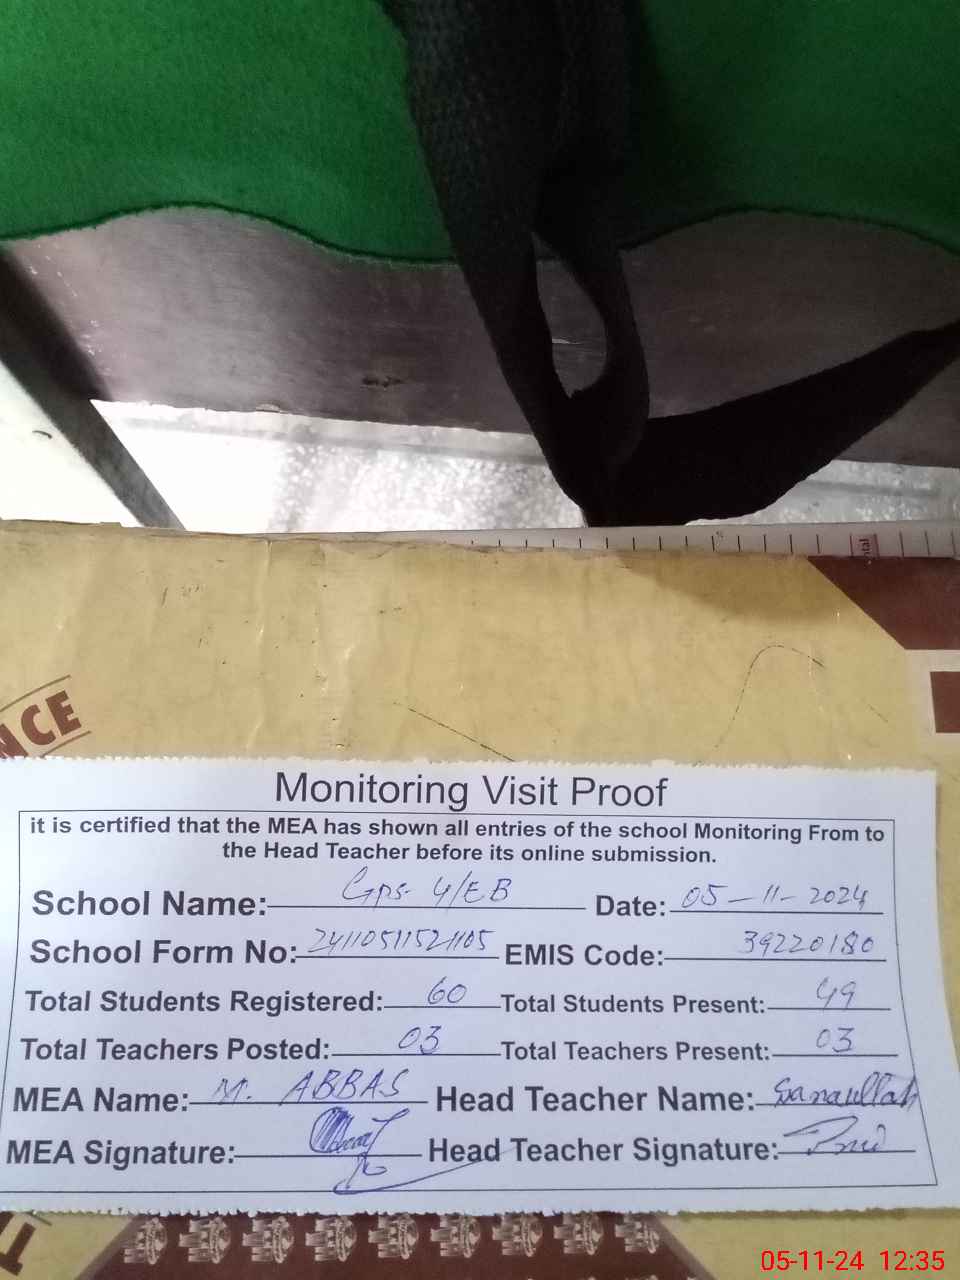 NCE
Monitoring Visit Proof
it is certified that the MEA has shown all entries of the school Monitoring From to
the Head Teacher before its online submission.
School Name: Gps 4/EB Date: 05-11-2024
School Form No: 24110511521105 EMIS Code: 39220180
Total Students Registered: 60 Total Students Present: 49
Total Teachers Posted: 03 Total Teachers Present: 03
MEA Name: M. ABBAS Head Teacher Name: Sanaullah
MEA Signature: Head Teacher Signature:
05-11-24 12:35